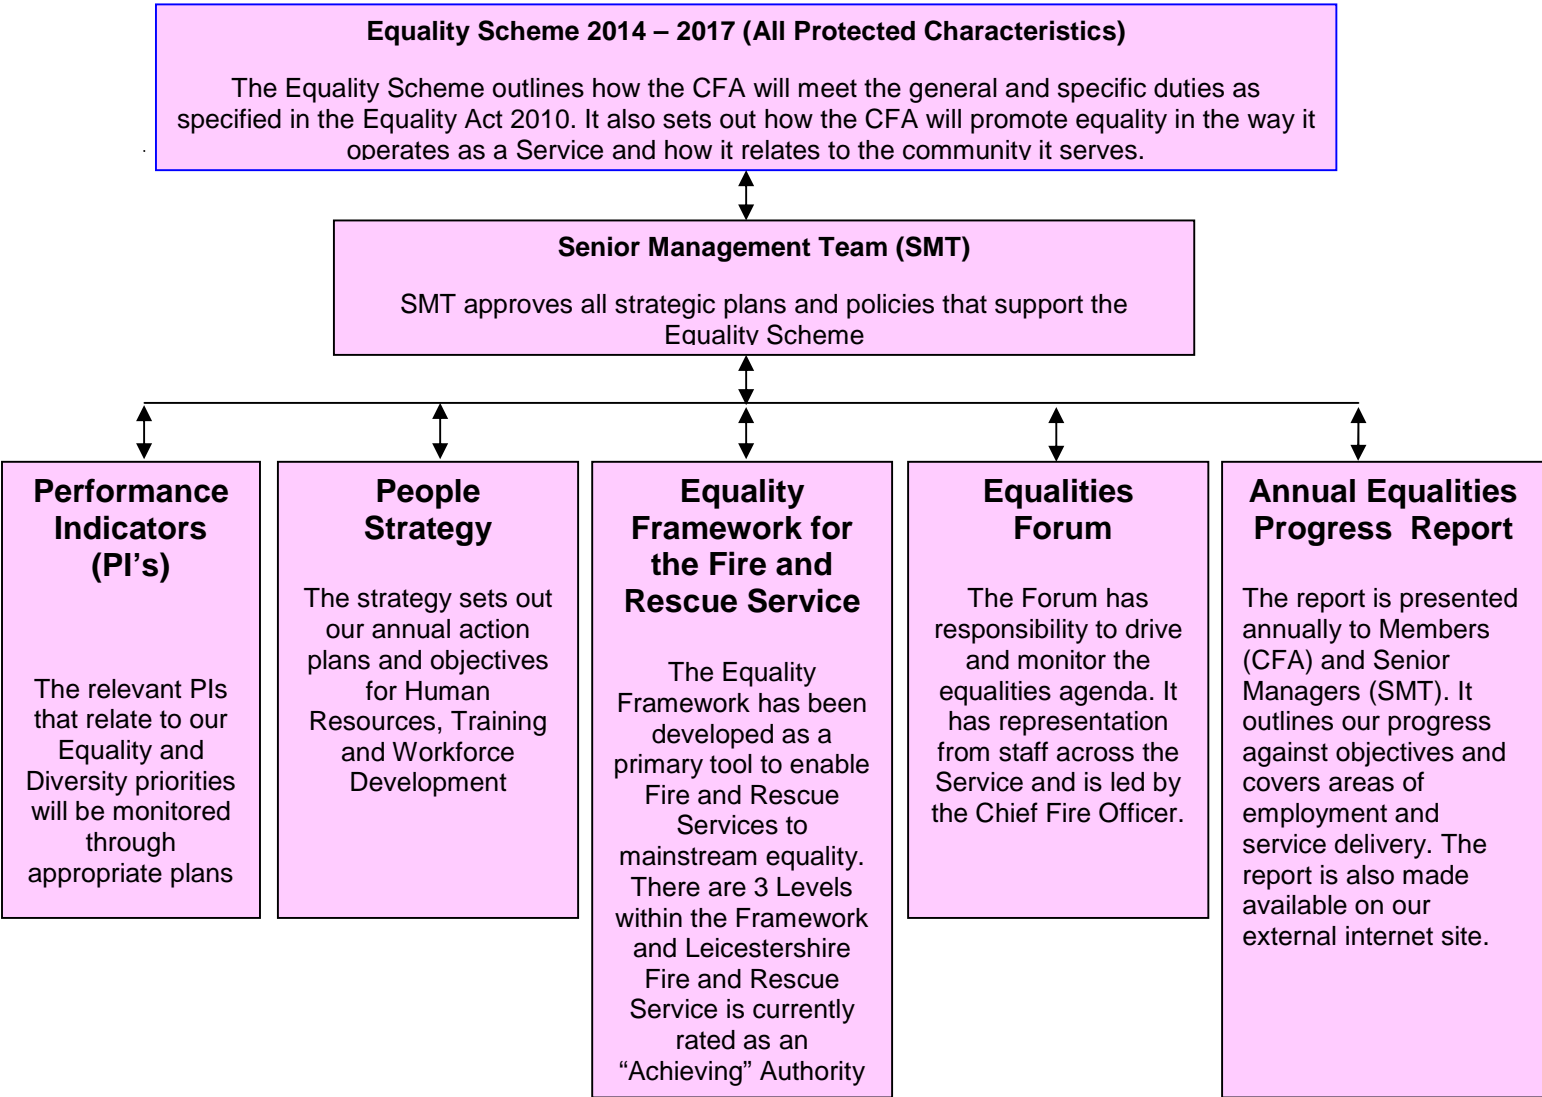 Equality Scheme 2014 – 2017 (All Protected Characteristics)
The Equality Scheme outlines how the CFA will meet the general and specific duties as
specified in the Equality Act 2010. It also sets out how the CFA will promote equality in the way it
operates as a Service and how it relates to the community it serves.
Senior Management Team (SMT)
SMT approves all strategic plans and policies that support the
Equality Scheme
Performance
Indicators
(PI’s)
The relevant PIs
that relate to our
Equality and
Diversity priorities
will be monitored
through
appropriate plans
People
Strategy
The strategy sets out
our annual action
plans and objectives
for Human
Resources, Training
and Workforce
Development
Equality
Framework for
the Fire and
Rescue Service
The Equality
Framework has been
developed as a
primary tool to enable
Fire and Rescue
Services to
mainstream equality.
There are 3 Levels
within the Framework
and Leicestershire
Fire and Rescue
Service is currently
rated as an
“Achieving” Authority
Equalities
Forum
The Forum has
responsibility to drive
and monitor the
equalities agenda. It
has representation
from staff across the
Service and is led by
the Chief Fire Officer.
Annual Equalities
Progress  Report
The report is presented
annually to Members
(CFA) and Senior
Managers (SMT). It
outlines our progress
against objectives and
covers areas of
employment and
service delivery. The
report is also made
available on our
external internet site.